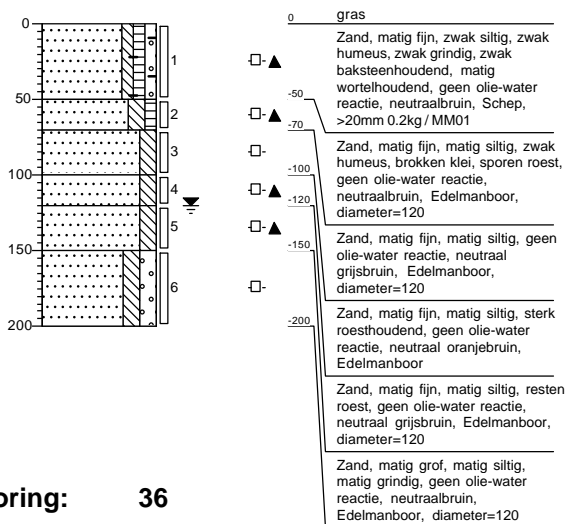 0
50
100
150
200
1
2
3
4
5
6
0
-50
-70
-100
-120
-150
-200
gras
Zand, matig fijn, zwak siltig, zwak
humeus, zwak grindig, zwak
baksteenhoudend, matig
wortelhoudend, geen olie-water
reactie, neutraalbruin, Schep,
>20mm 0.2kg / MM01
Zand, matig fijn, matig siltig, zwak
humeus, brokken klei, sporen roest,
geen olie-water reactie,
neutraalbruin, Edelmanboor,
diameter=120
Zand, matig fijn, matig siltig, geen
olie-water reactie, neutraal
grijsbruin, Edelmanboor,
diameter=120
Zand, matig fijn, matig siltig, sterk
roesthoudend, geen olie-water
reactie, neutraal oranjebruin,
Edelmanboor
Zand, matig fijn, matig siltig, resten
roest, geen olie-water reactie,
neutraal grijsbruin, Edelmanboor,
diameter=120
Zand, matig grof, matig siltig,
matig grindig, geen olie-water
reactie, neutraalbruin,
Edelmanboor, diameter=120
oring: 36